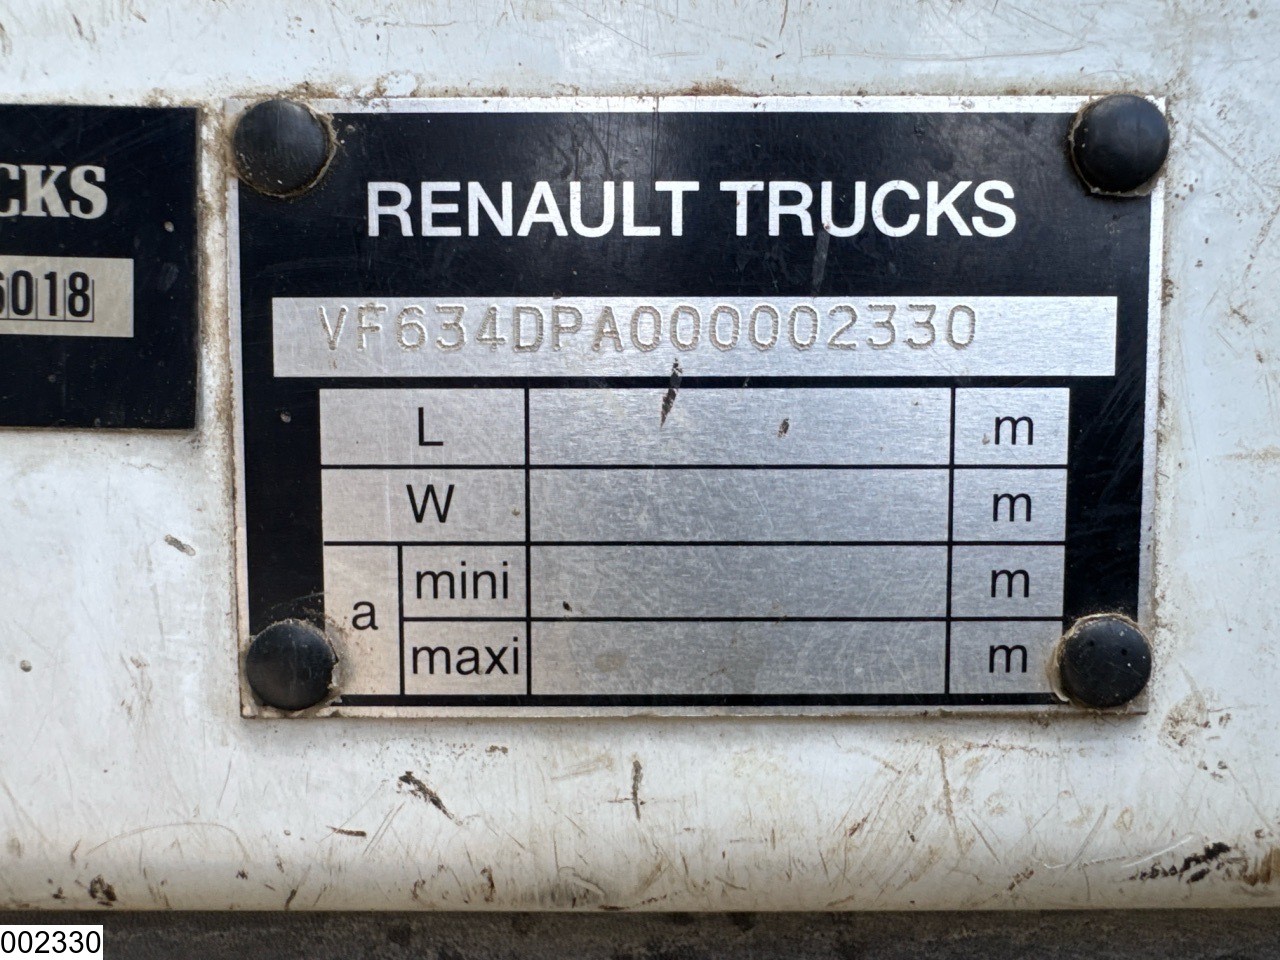 CKS
6018
RENAULT TRUCKS
VF634DPA000002330
L m
W m
a mini m
maxi m
002330